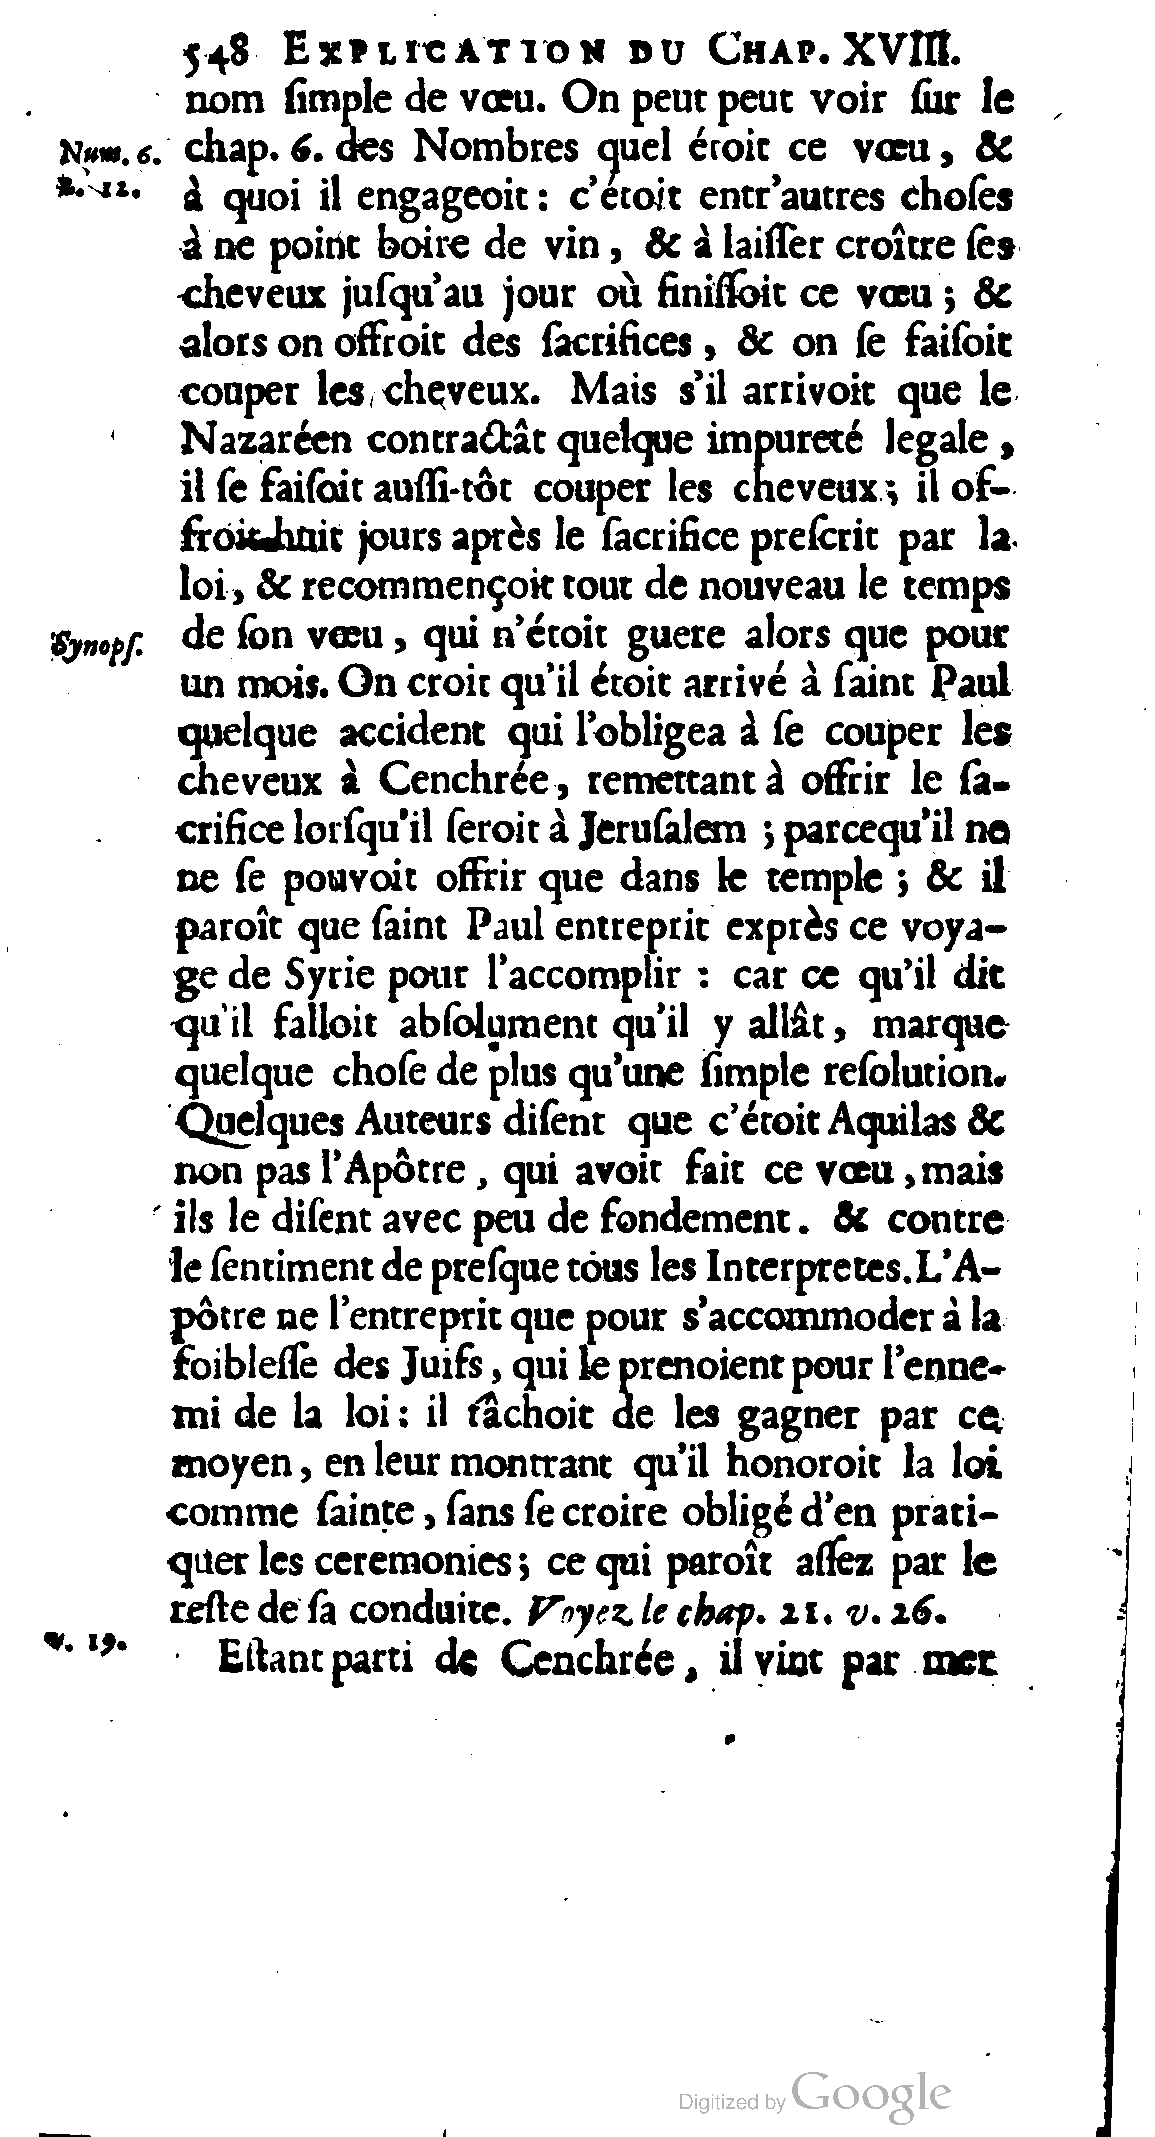 548 EXPLICATION DU CHAP. XVIII.
nom ſimple de vœu. On peut peut voir ſur le
Num. 6. chap. 6. des Nombres quel étoit ce vœu, &
2. 12. à quoi il engageoit : c'étoit entr'autres choſes
à ne point boire de vin, & à laiſſer croître ſes
cheveux juſqu'au jour où finiſſoit ce vœu ; &
alors on offroit des ſacrifices, & on ſe faiſoit
couper les cheveux. Mais s'il arrivoit que le
Nazaréen contractât quelque impureté legale,
il ſe faiſoit auſſi-tôt couper les cheveux ; il of-
froit huit jours après le ſacrifice preſcrit par la
loi, & recommençoit tout de nouveau le temps
Synopſ. de ſon vœu, qui n'étoit guere alors que pour
un mois. On croit qu'il étoit arrivé à ſaint Paul
quelque accident qui l'obligea à ſe couper les
cheveux à Cenchrée, remettant à offrir le ſa-
crifice lorſqu'il ſeroit à Jeruſalem ; parcequ'il ne
ne ſe pouvoit offrir que dans le temple ; & il
paroît que ſaint Paul entreprit exprès ce voya-
ge de Syrie pour l'accomplir : car ce qu'il dit
qu'il falloit abſolument qu'il y allât, marque
quelque choſe de plus qu'une ſimple reſolution.
Quelques Auteurs diſent que c'étoit Aquilas &
non pas l'Apôtre, qui avoit fait ce vœu, mais
ils le diſent avec peu de fondement. & contre
le ſentiment de preſque tous les Interpretes. L'A-
pôtre ne l'entreprit que pour s'accommoder à la
foibleſſe des Juifs, qui le prenoient pour l'enne-
mi de la loi : il tâchoit de les gagner par ce
moyen, en leur montrant qu'il honoroit la loi
comme ſainte, ſans ſe croire obligé d'en prati-
quer les ceremonies ; ce qui paroît aſſez par le
reſte de ſa conduite. Voyez le chap. 21. v. 26.
v. 19. Eſtant parti de Cenchrée, il vint par mer
Digitized by Google